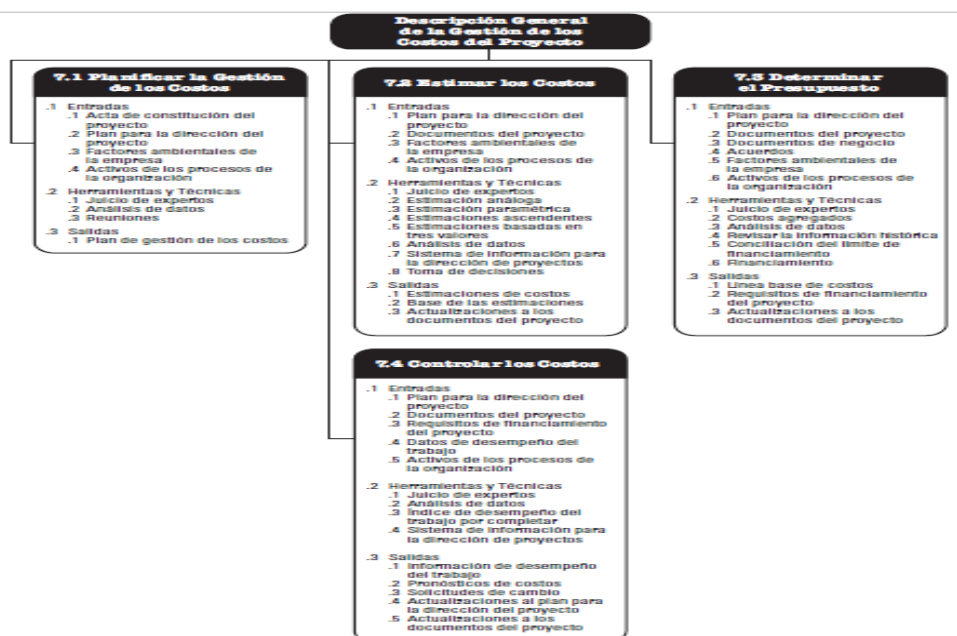 Descripción General
de la Gestión de los
Costos del Proyecto
7.1 Planificar la Gestión
de los Costos
.1 Entradas
.1 Acta de constitución del
proyecto
.2 Plan para la dirección del
proyecto
.3 Factores ambientales de
la empresa
.4 Activos de los procesos de
la organización
.2 Herramientas y Técnicas
.1 Juicio de expertos
.2 Análisis de datos
.3 Reuniones
.3 Salidas
.1 Plan de gestión de los costos
7.2 Estimar los Costos
.1 Entradas
.1 Plan para la dirección del
proyecto
.2 Documentos del proyecto
.3 Factores ambientales de
la empresa
.4 Activos de los procesos de
la organización
.2 Herramientas y Técnicas
.1 Juicio de expertos
.2 Estimación análoga
.3 Estimación paramétrica
.4 Estimaciones ascendentes
.5 Estimaciones basadas en
tres valores
.6 Análisis de datos
.7 Sistema de información para
la dirección de proyectos
.8 Toma de decisiones
.3 Salidas
.1 Estimaciones de costos
.2 Base de las estimaciones
.3 Actualizaciones a los
documentos del proyecto
7.3 Determinar
el Presupuesto
.1 Entradas
.1 Plan para la dirección del
proyecto
.2 Documentos del proyecto
.3 Documentos de negocio
.4 Acuerdos
.5 Factores ambientales de
la empresa
.6 Activos de los procesos de
la organización
.2 Herramientas y Técnicas
.1 Juicio de expertos
.2 Costos agregados
.3 Análisis de datos
.4 Revisar la información histórica
.5 Conciliación del límite de
financiamiento
.6 Financiamiento
.3 Salidas
.1 Línea base de costos
.2 Requisitos de financiamiento
del proyecto
.3 Actualizaciones a los
documentos del proyecto
7.4 Controlar los Costos
.1 Entradas
.1 Plan para la dirección del
proyecto
.2 Documentos del proyecto
.3 Requisitos de financiamiento
del proyecto
.4 Datos de desempeño del
trabajo
.5 Activos de los procesos de
la organización
.2 Herramientas y Técnicas
.1 Juicio de expertos
.2 Análisis de datos
.3 Índice de desempeño del
trabajo por completar
.4 Sistema de información para
la dirección de proyectos
.3 Salidas
.1 Información de desempeño
del trabajo
.2 Pronósticos de costos
.3 Solicitudes de cambio
.4 Actualizaciones al plan para
la dirección del proyecto
.5 Actualizaciones a los
documentos del proyecto